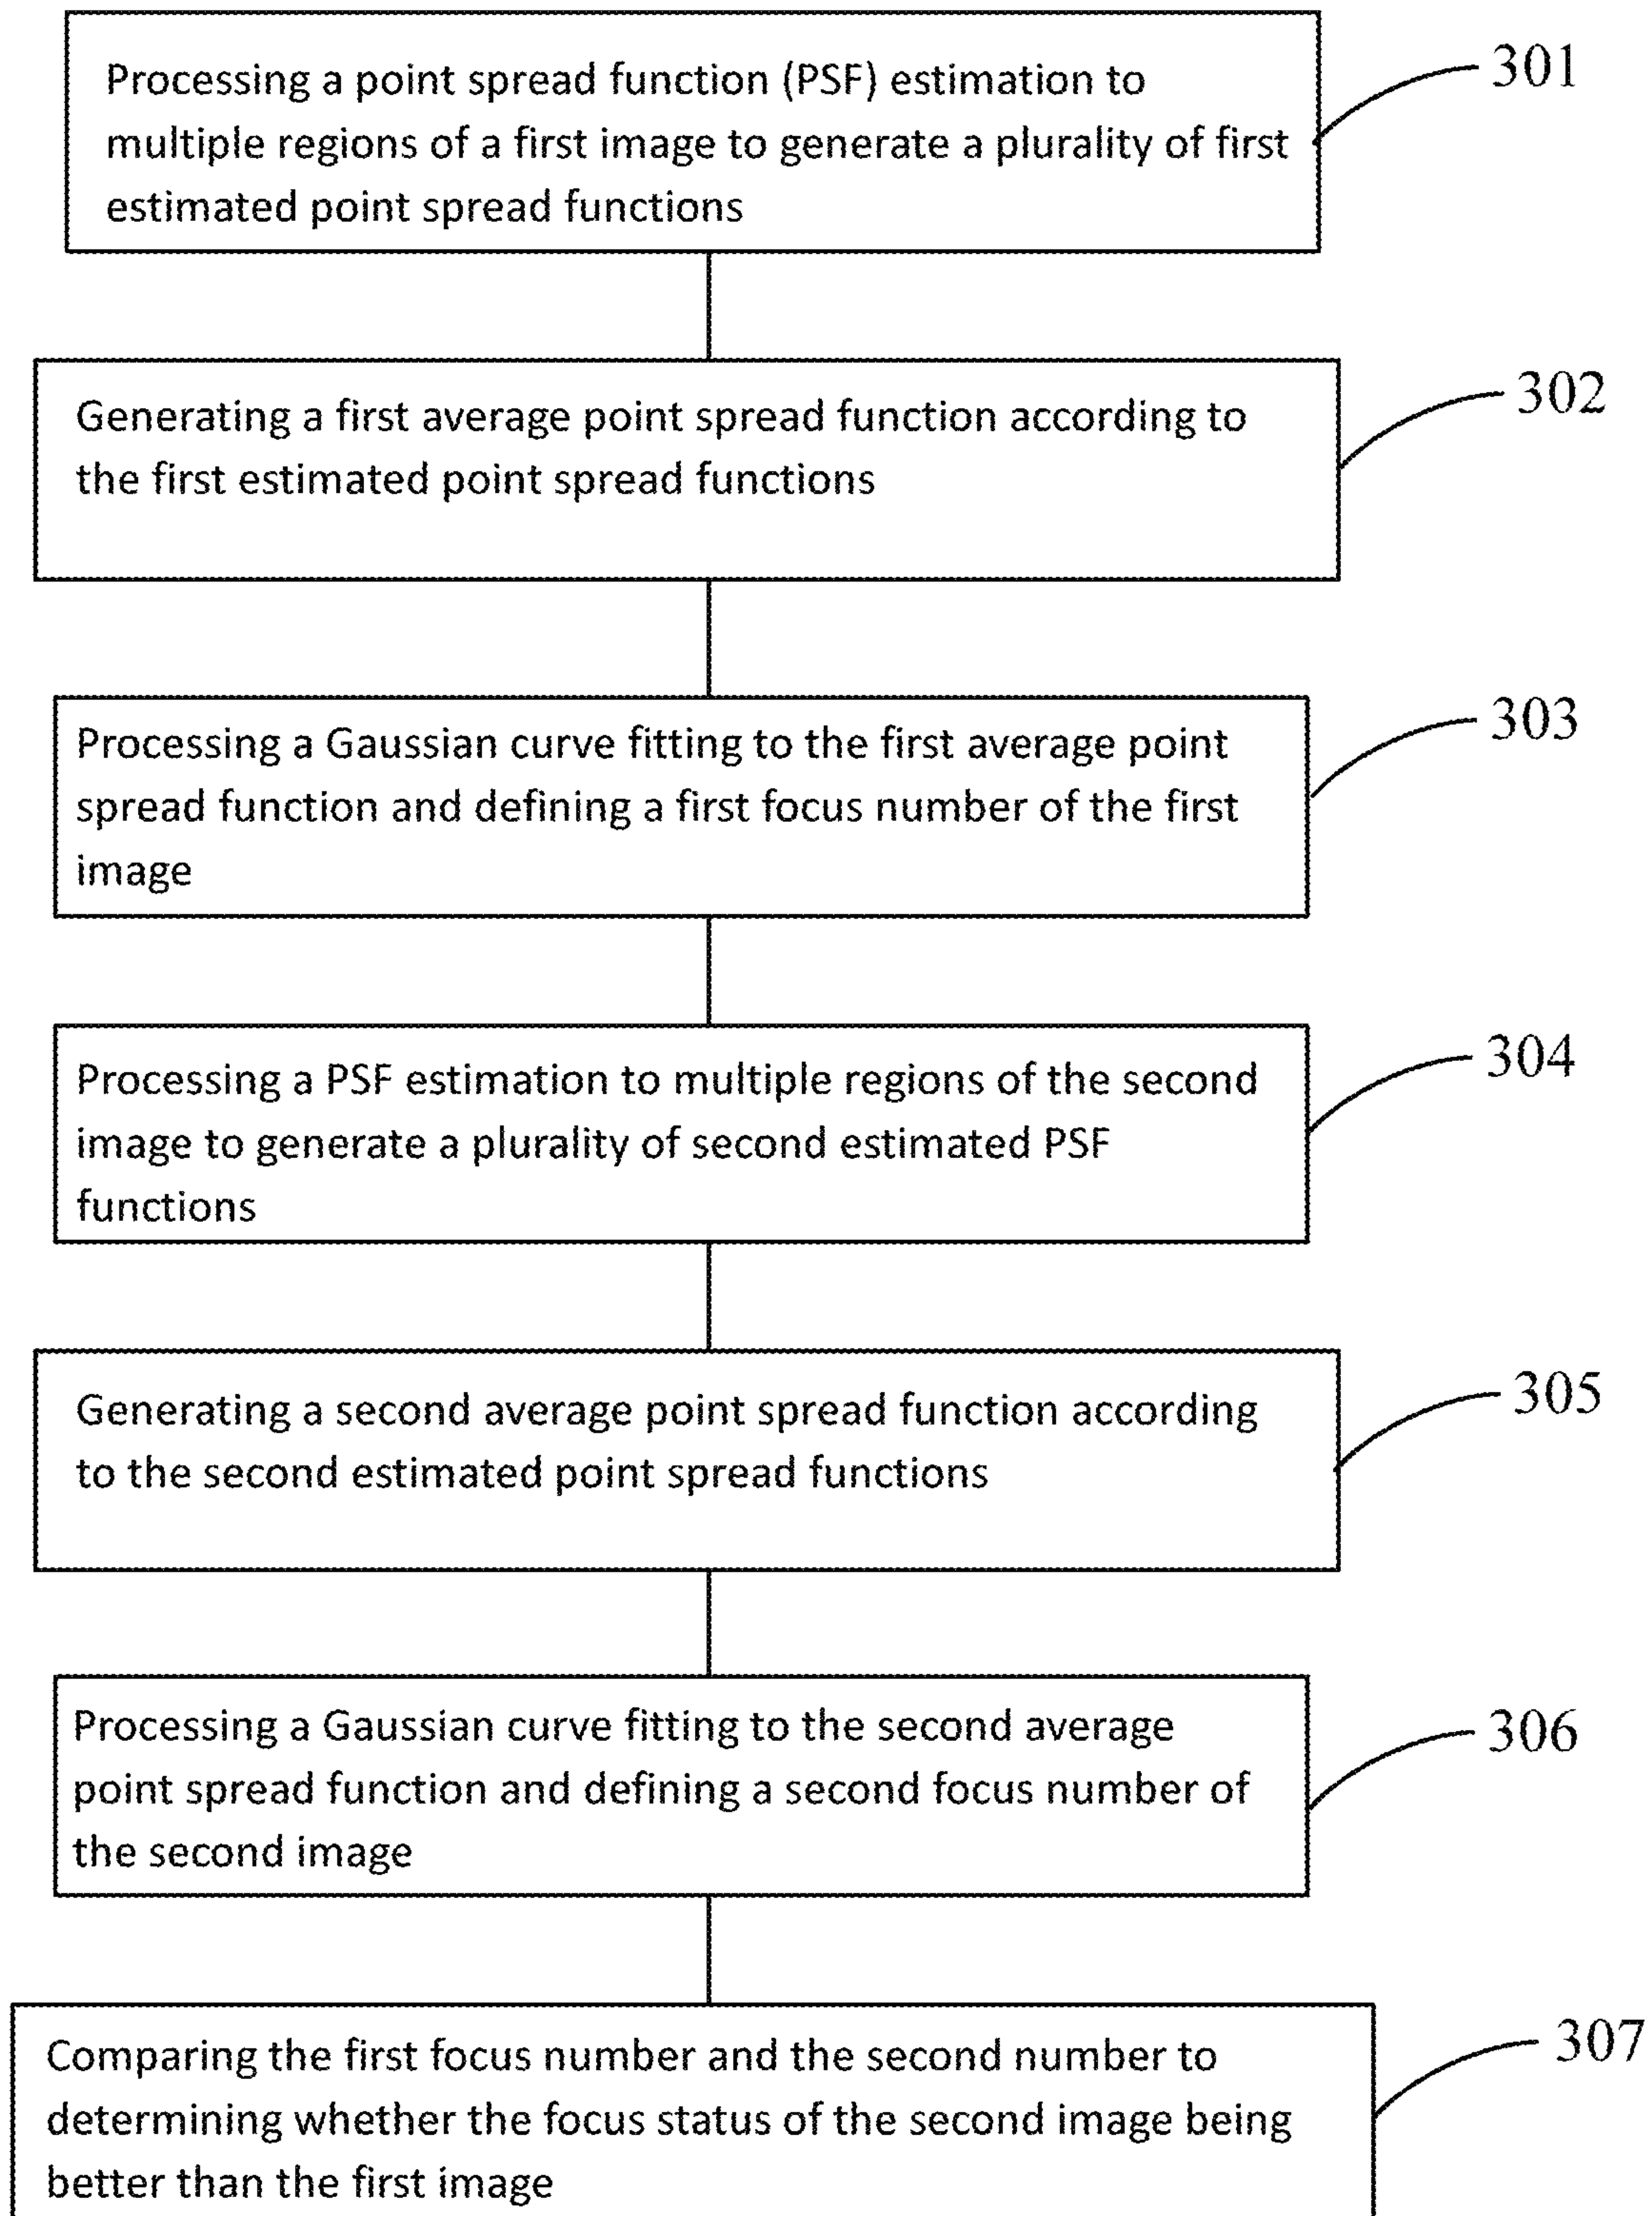 Processing a point spread function (PSF) estimation to
multiple regions of a first image to generate a plurality of first
estimated point spread functions
301
Generating a first average point spread function according to
the first estimated point spread functions
302
Processing a Gaussian curve fitting to the first average point
spread function and defining a first focus number of the first
image
303
Processing a PSF estimation to multiple regions of the second
image to generate a plurality of second estimated PSF
functions
304
Generating a second average point spread function according
to the second estimated point spread functions
305
Processing a Gaussian curve fitting to the second average
point spread function and defining a second focus number of
the second image
306
Comparing the first focus number and the second number to
determining whether the focus status of the second image being
better than the first image
307